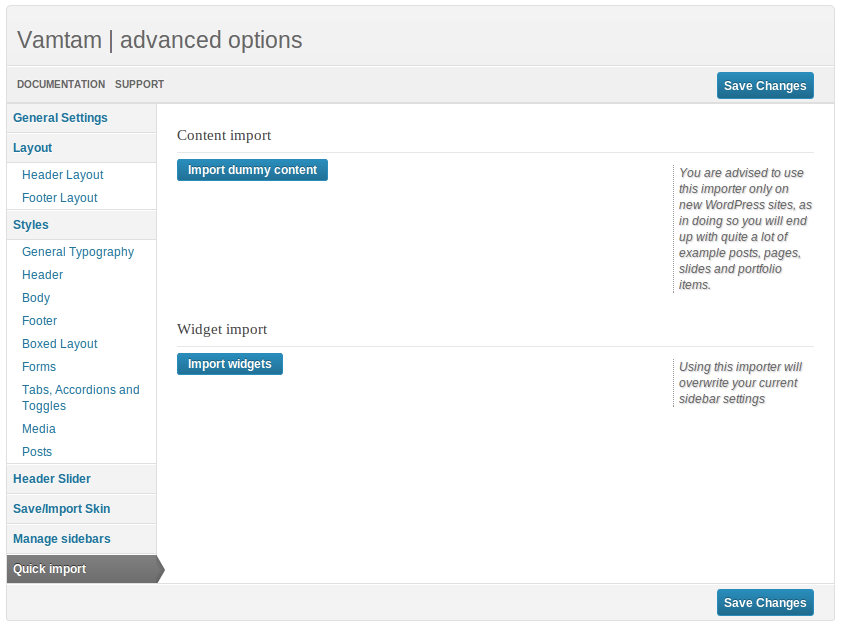 Vamtam | advanced options
DOCUMENTATION SUPPORT
Save Changes
General Settings
Layout
Header Layout
Footer Layout
Styles
General Typography
Header
Body
Footer
Boxed Layout
Forms
Tabs, Accordions and
Toggles
Media
Posts
Header Slider
Save/Import Skin
Manage sidebars
Quick import
Content import
Import dummy content
You are advised to use
this importer only on
new WordPress sites, as
in doing so you will end
up with quite a lot of
example posts, pages,
slides and portfolio
items.
Widget import
Import widgets
Using this importer will
overwrite your current
sidebar settings
Save Changes